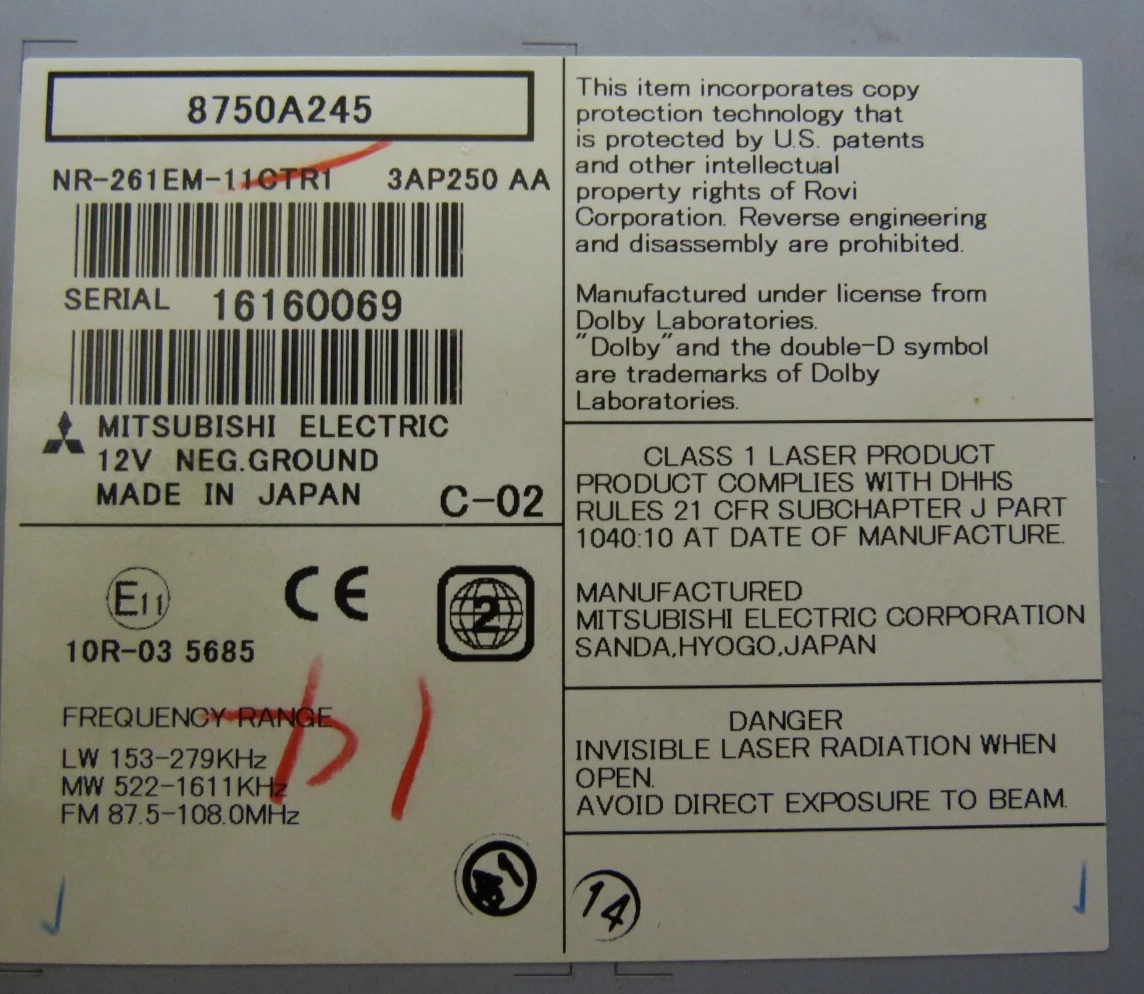 8750A245
NR-261EM-11OTR1 3AP250 AA
SERIAL 16160069
MITSUBISHI ELECTRIC
12V NEG.GROUND
MADE IN JAPAN C-02
E11
CE
2
10R-03 5685
FREQUENCY RANGE
LW 153-279KHz
MW 522-1611KHz
FM 87.5-108.0MHz
This item incorporates copy
protection technology that
is protected by U.S. patents
and other intellectual
property rights of Rovi
Corporation. Reverse engineering
and disassembly are prohibited.
Manufactured under license from
Dolby Laboratories.
"Dolby"and the double-D symbol
are trademarks of Dolby
Laboratories.
CLASS 1 LASER PRODUCT
PRODUCT COMPLIES WITH DHHS
RULES 21 CFR SUBCHAPTER J PART
1040:10 AT DATE OF MANUFACTURE.
MANUFACTURED
MITSUBISHI ELECTRIC CORPORATION
SANDA,HYOGO,JAPAN
DANGER
INVISIBLE LASER RADIATION WHEN
OPEN.
AVOID DIRECT EXPOSURE TO BEAM.
14